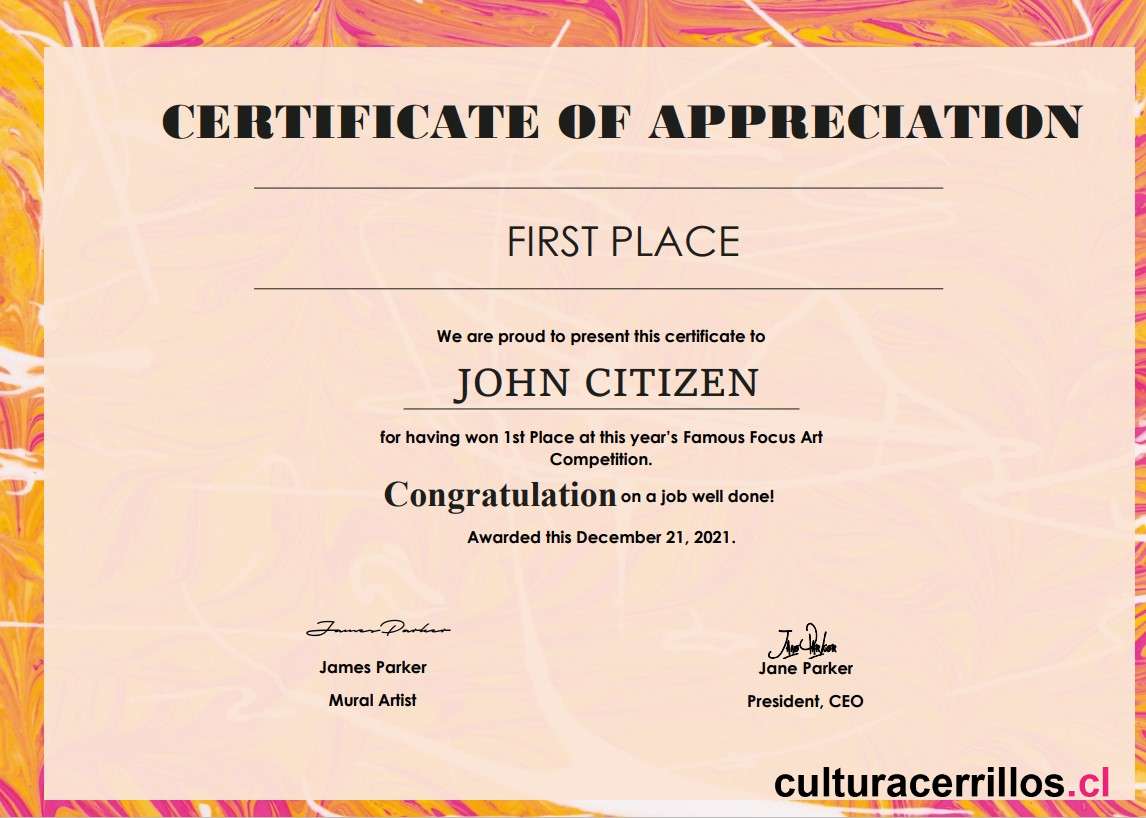 CERTIFICATE OF APPRECIATION
FIRST PLACE
We are proud to present this certificate to
JOHN CITIZEN
for having won 1st Place at this year’s Famous Focus Art
Competition.
Congratulation on a job well done!
Awarded this December 21, 2021.
James Parker
Jane Parker
James Parker
Jane Parker
Mural Artist
President, CEO
culturacerrillos.cl